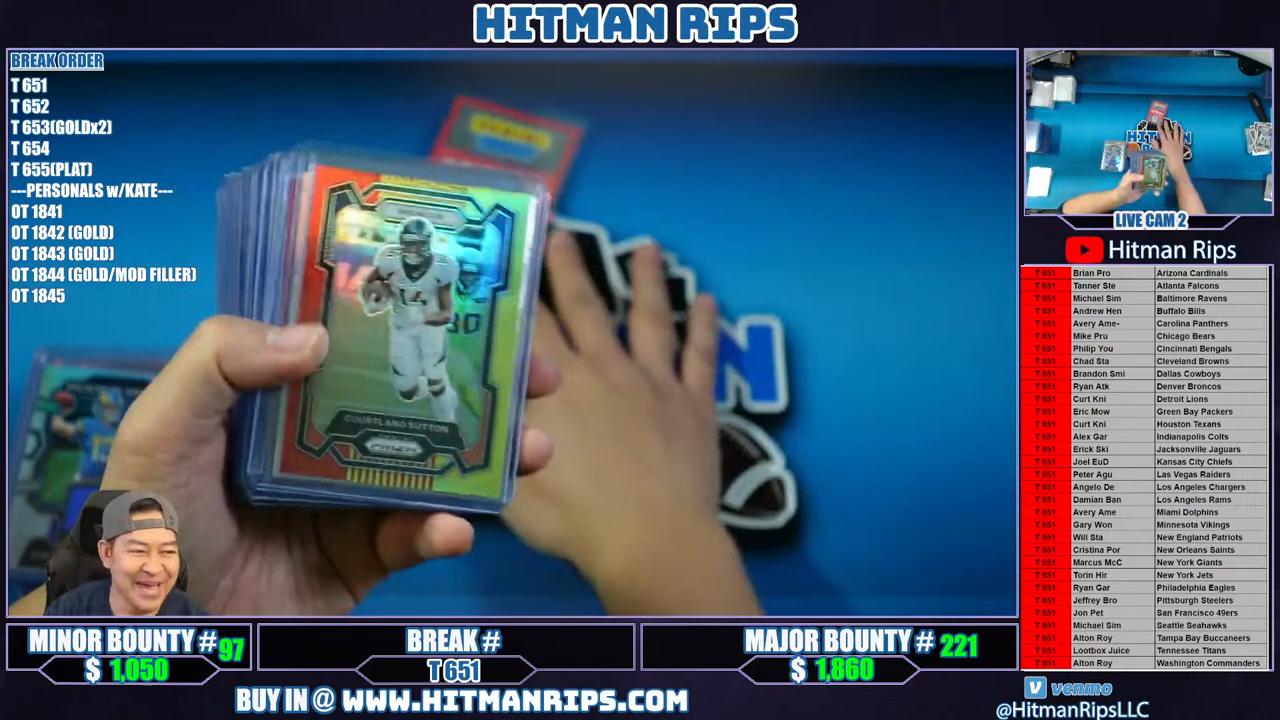 HITMAN RIPS
BREAK ORDER
T 651
T 652
T 653(GOLDx2)
T 654
T 655(PLAT)
---PERSONALS w/KATE---
OT 1841
OT 1842 (GOLD)
OT 1843 (GOLD)
OT 1844 (GOLD/MOD FILLER)
OT 1845
14
30
COURTLAND SUTTON
PRIZM
LIVE CAM 2
Hitman Rips
T 651 Brian Pro Arizona Cardinals
T 651 Tanner Ste Atlanta Falcons
T 651 Michael Sim Baltimore Ravens
T 651 Andrew Hen Buffalo Bills
T 651 Avery Ame- Carolina Panthers
T 651 Mike Pru Chicago Bears
T 651 Philip You Cincinnati Bengals
T 651 Chad Sta Cleveland Browns
T 651 Brandon Smi Dallas Cowboys
T 651 Ryan Atk Denver Broncos
T 651 Curt Kni Detroit Lions
T 651 Eric Mow Green Bay Packers
T 651 Curt Kni Houston Texans
T 651 Alex Gar Indianapolis Colts
T 651 Erick Ski Jacksonville Jaguars
T 651 Joel EuD Kansas City Chiefs
T 651 Peter Agu Las Vegas Raiders
T 651 Angelo De Los Angeles Chargers
T 651 Damian Ban Los Angeles Rams
T 651 Avery Ame Miami Dolphins
T 651 Gary Won Minnesota Vikings
T 651 Will Sta New England Patriots
T 651 Cristina Por New Orleans Saints
T 651 Marcus McC New York Giants
T 651 Torin Hir New York Jets
T 651 Ryan Gar Philadelphia Eagles
T 651 Jeffrey Bro Pittsburgh Steelers
T 651 Jon Pet San Francisco 49ers
T 651 Michael Sim Seattle Seahawks
T 651 Alton Roy Tampa Bay Buccaneers
T 651 Lootbox Juice Tennessee Titans
T 651 Alton Roy Washington Commanders
MINOR BOUNTY # 97
$ 1,050
BREAK #
T 651
MAJOR BOUNTY # 221
$ 1,860
BUY IN @ WWW.HITMANRIPS.COM
venmo
@HitmanRipsLLC